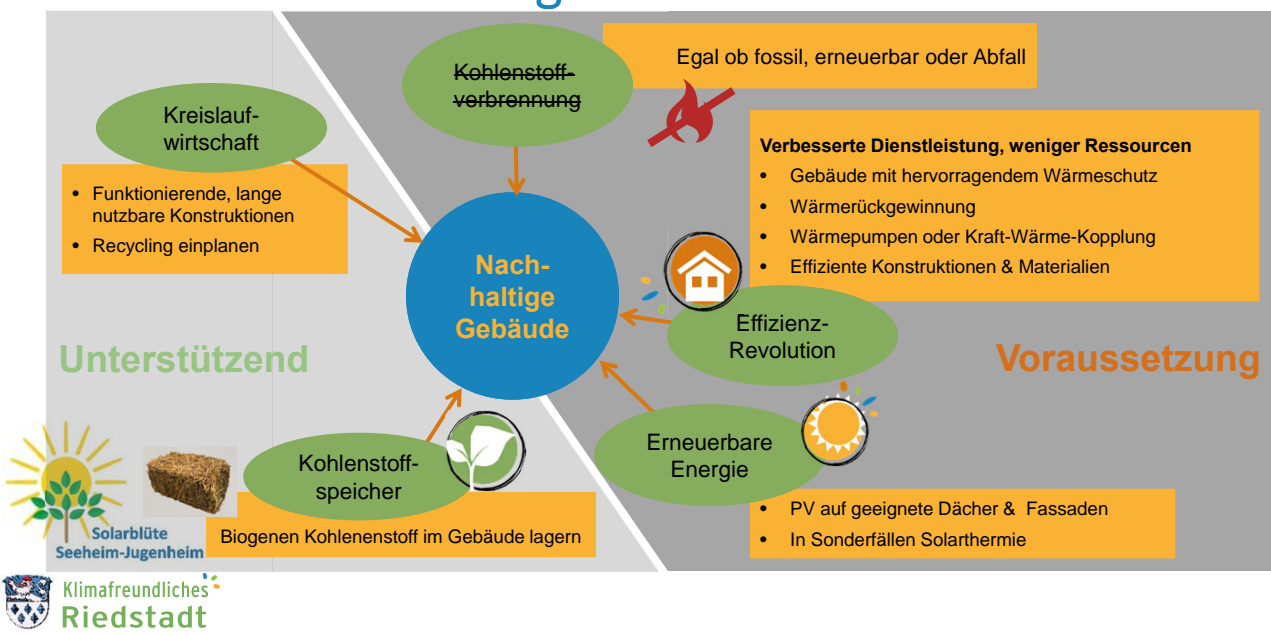 Kohlenstoff-
verbrennung
Egal ob fossil, erneuerbar oder Abfall
Kreislauf-
wirtschaft
• Funktionierende, lange
nutzbare Konstruktionen
• Recycling einplanen
Verbesserte Dienstleistung, weniger Ressourcen
• Gebäude mit hervorragendem Wärmeschutz
• Wärmerückgewinnung
• Wärmepumpen oder Kraft-Wärme-Kopplung
• Effiziente Konstruktionen & Materialien
Nach-
haltige
Gebäude
Effizienz-
Revolution
Unterstützend
Voraussetzung
Erneuerbare
Energie
Kohlenstoff-
speicher
• PV auf geeignete Dächer & Fassaden
• In Sonderfällen Solarthermie
Biogenen Kohlenenstoff im Gebäude lagern
Solarblüte
Seeheim-Jugenheim
Klimafreundliches
Riedstadt